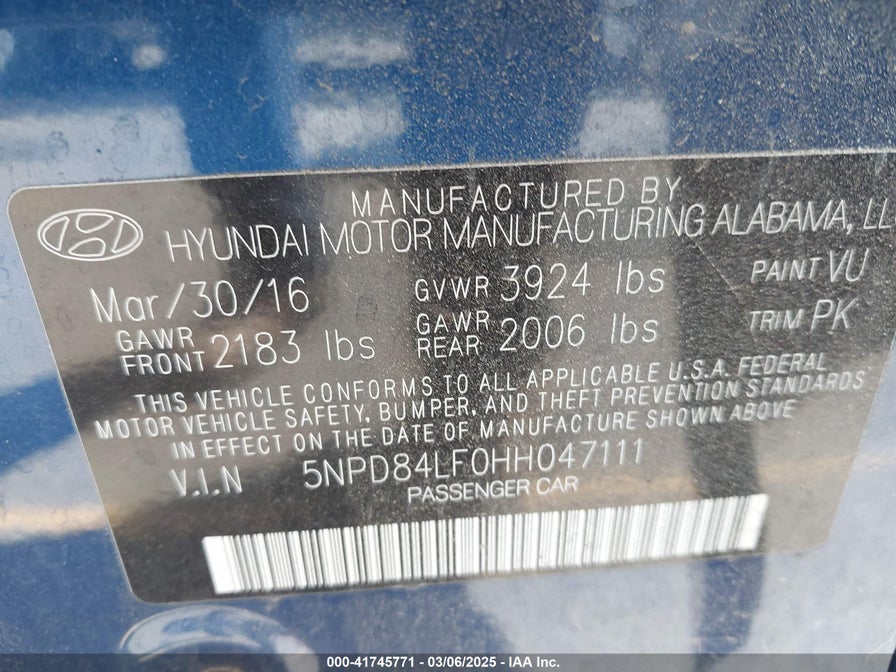 MANUFACTURED BY
HYUNDAI MOTOR MANUFACTURING ALABAMA, LL
Mar/30/16 GVWR 3924 lbs PAINT VU
GAWR FRONT 2183 lbs GAWR REAR 2006 lbs TRIM PK
THIS VEHICLE CONFORMS TO ALL APPLICABLE U.S.A. FEDERAL
MOTOR VEHICLE SAFETY, BUMPER, AND THEFT PREVENTION STANDARDS
IN EFFECT ON THE DATE OF MANUFACTURE SHOWN ABOVE
V.I.N 5NPD84LF0HH047111
PASSENGER CAR
000-41745771 | 03/06/2025 - IAA Inc.